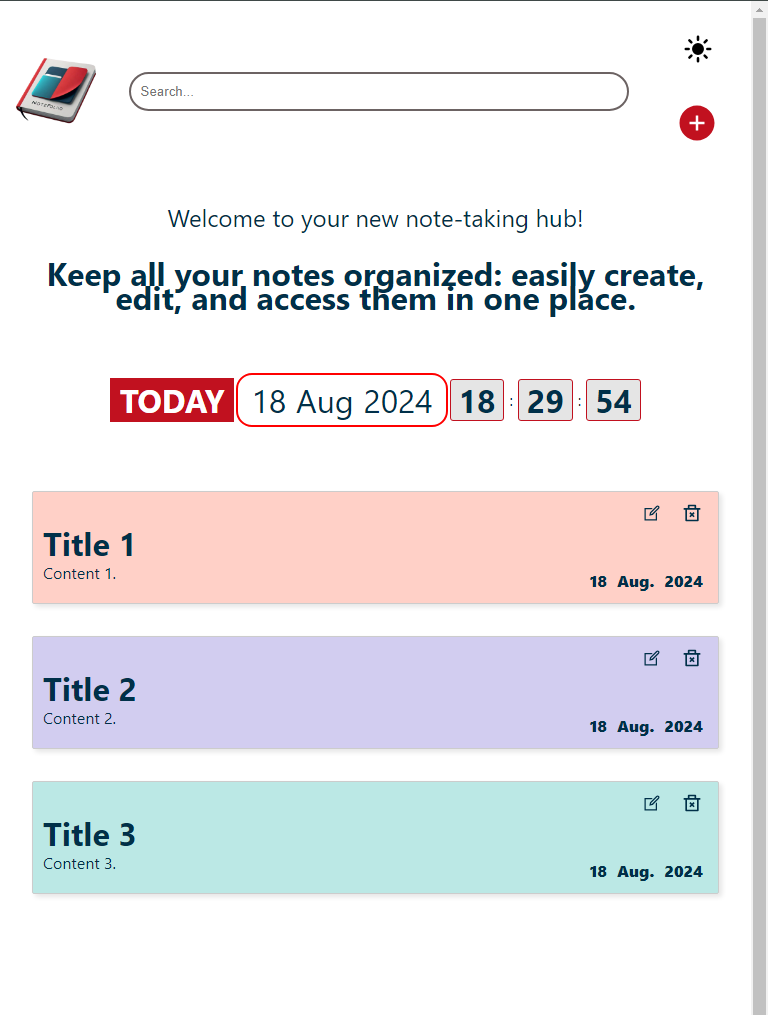 NOTEFOLIO
Search...
Welcome to your new note-taking hub!
Keep all your notes organized: easily create,
edit, and access them in one place.
TODAY 18 Aug 2024 18 : 29 : 54
Title 1
Content 1.
18 Aug. 2024
Title 2
Content 2.
18 Aug. 2024
Title 3
Content 3.
18 Aug. 2024